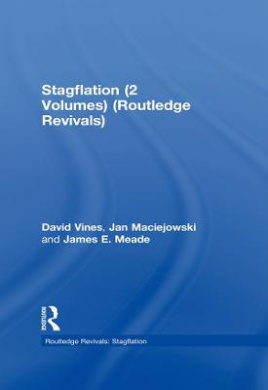 Stagflation (2
Volumes) (Routledge
Revivals)
David Vines, Jan Maciejowski
and James E. Meade
Routledge
Routledge Revivals: Stagflation